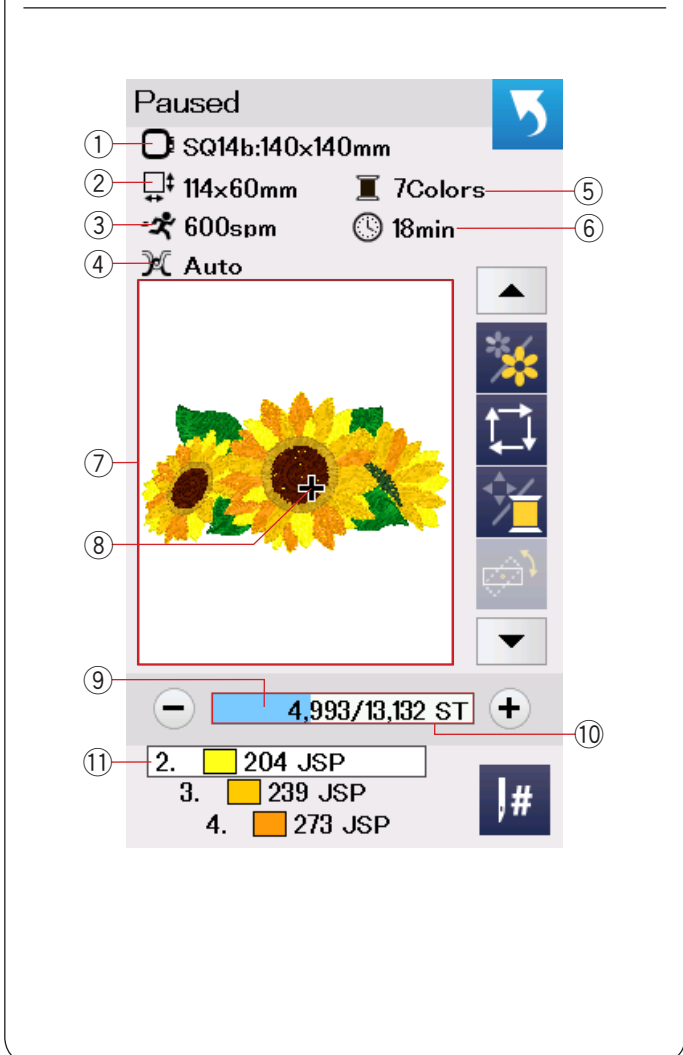 Paused
① SQ14b:140x140mm
② 114x60mm 7Colors ⑤
③ 600spm 18min ⑥
④ Auto
⑦
⑧
⑨ 4,993/13,132 ST
⑩
⑪ 2. 204 JSP
3. 239 JSP
4. 273 JSP
#